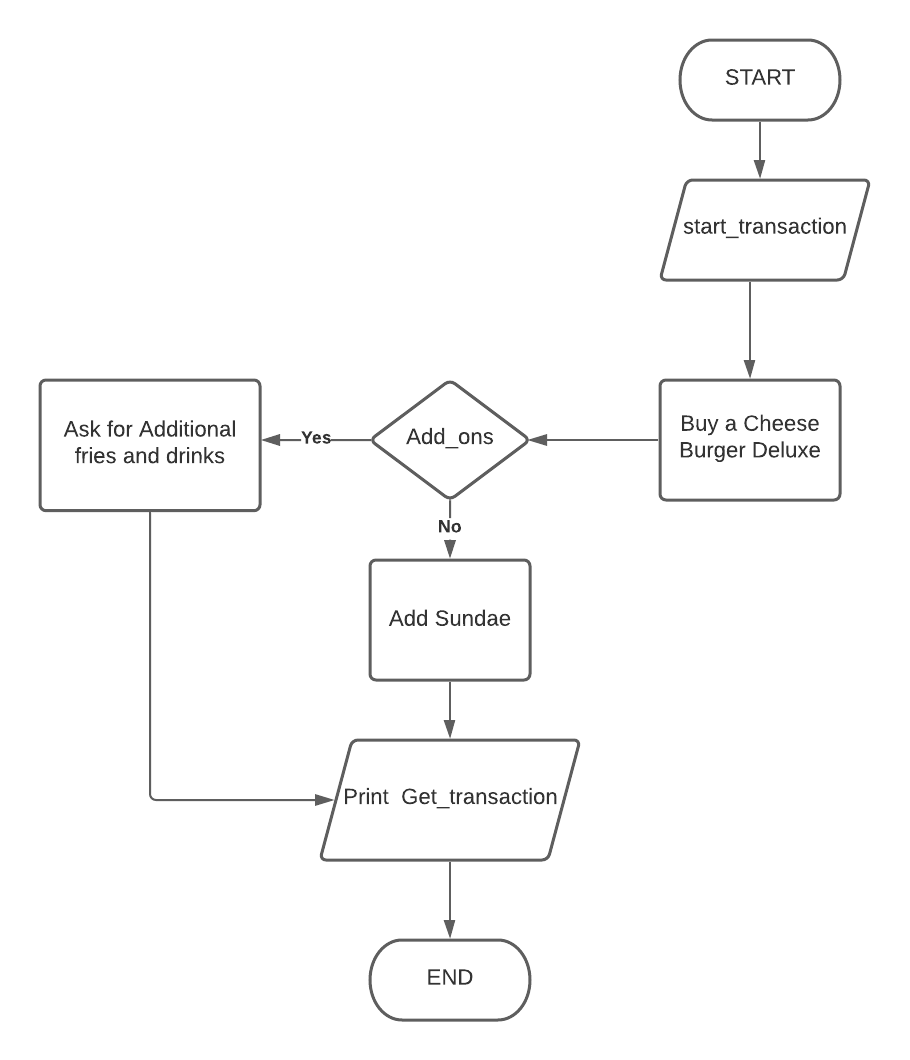 START
start_transaction
Buy a Cheese
Burger Deluxe
Add_ons
Yes
Ask for Additional
fries and drinks
No
Add Sundae
Print  Get_transaction
END